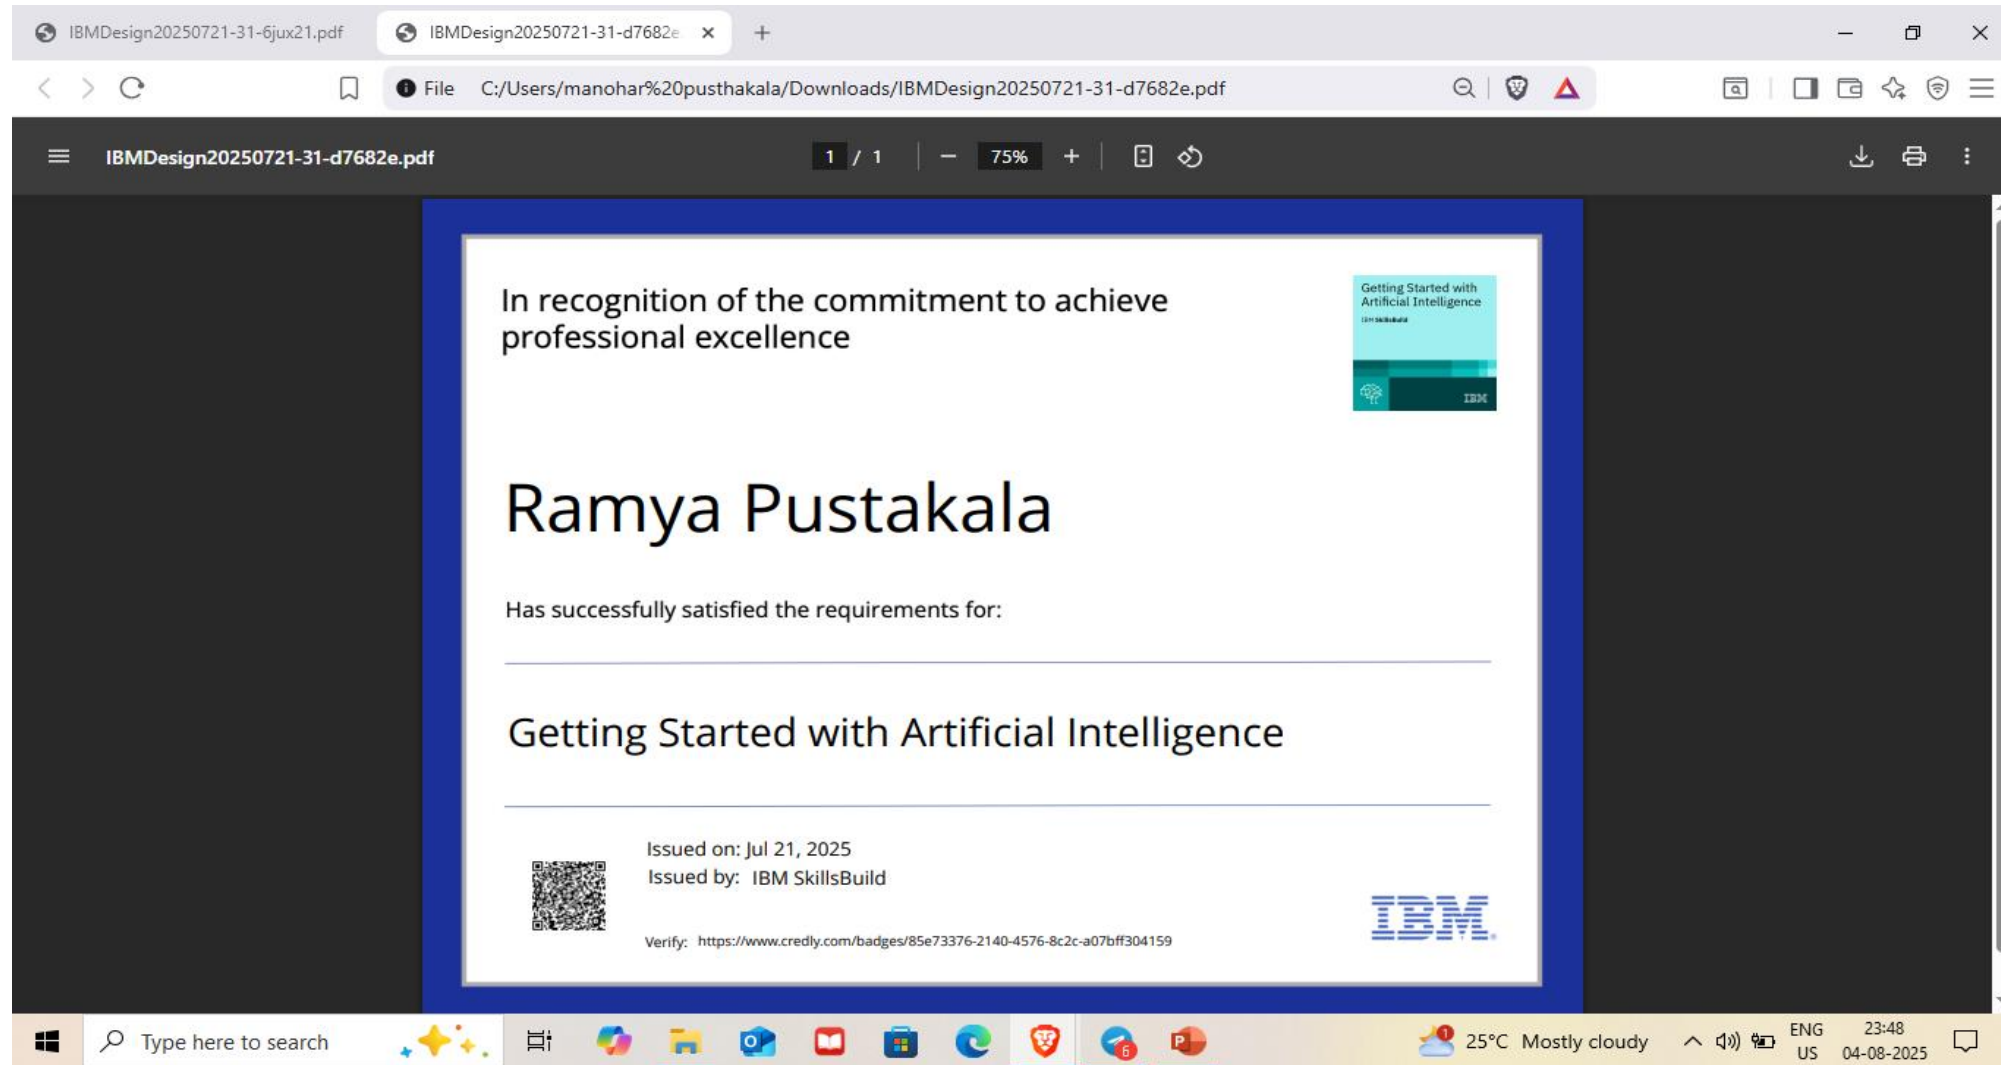 IBMDesign20250721-31-6jux21.pdf
IBMDesign20250721-31-d7682e
File C:/Users/manohar%20pusthakala/Downloads/IBMDesign20250721-31-d7682e.pdf
IBMDesign20250721-31-d7682e.pdf
1 / 1
75%
In recognition of the commitment to achieve
professional excellence
Getting Started with
Artificial Intelligence
IBM SkillsBuild
IBM
Ramya Pustakala
Has successfully satisfied the requirements for:
Getting Started with Artificial Intelligence
Issued on: Jul 21, 2025
Issued by: IBM SkillsBuild
Verify: https://www.credly.com/badges/85e73376-2140-4576-8c2c-a07bff304159
IBM.
Type here to search
6
1
25°C Mostly cloudy
ENG
US
23:48
04-08-2025